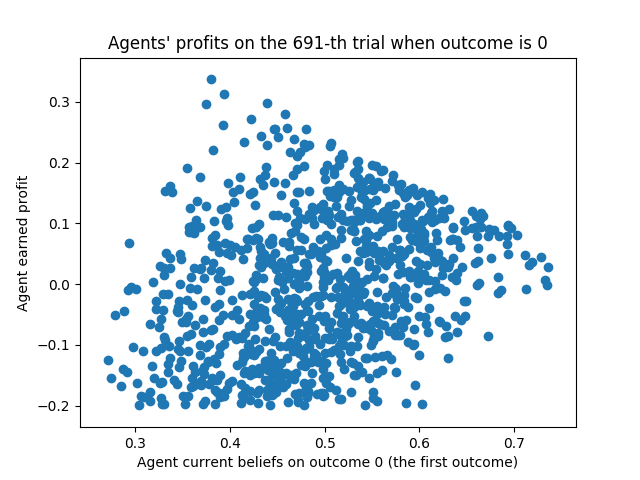 Agents' profits on the 691-th trial when outcome is 0
0.3
0.2
0.1
0.0
−0.1
−0.2
Agent earned profit
0.3 0.4 0.5 0.6 0.7
Agent current beliefs on outcome 0 (the first outcome)